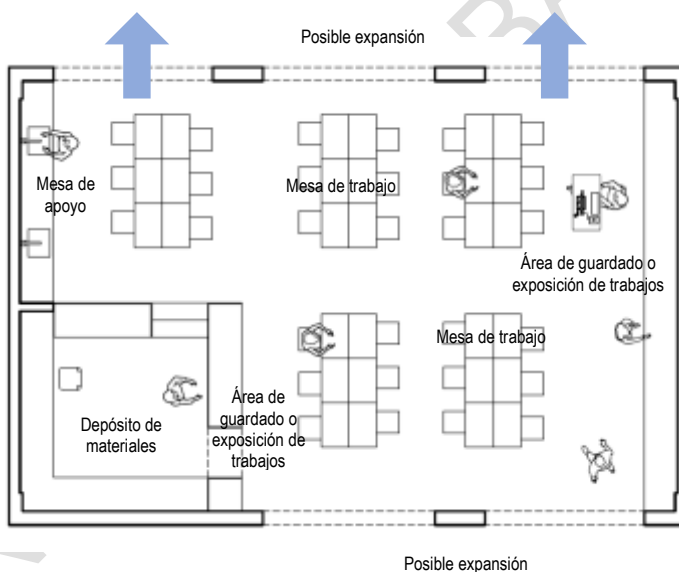 Posible expansión
Mesa de
apoyo
Mesa de trabajo
Área de guardado o
exposición de trabajos
Mesa de trabajo
Área de
guardado o
exposición de
trabajos
Depósito de
materiales
Posible expansión